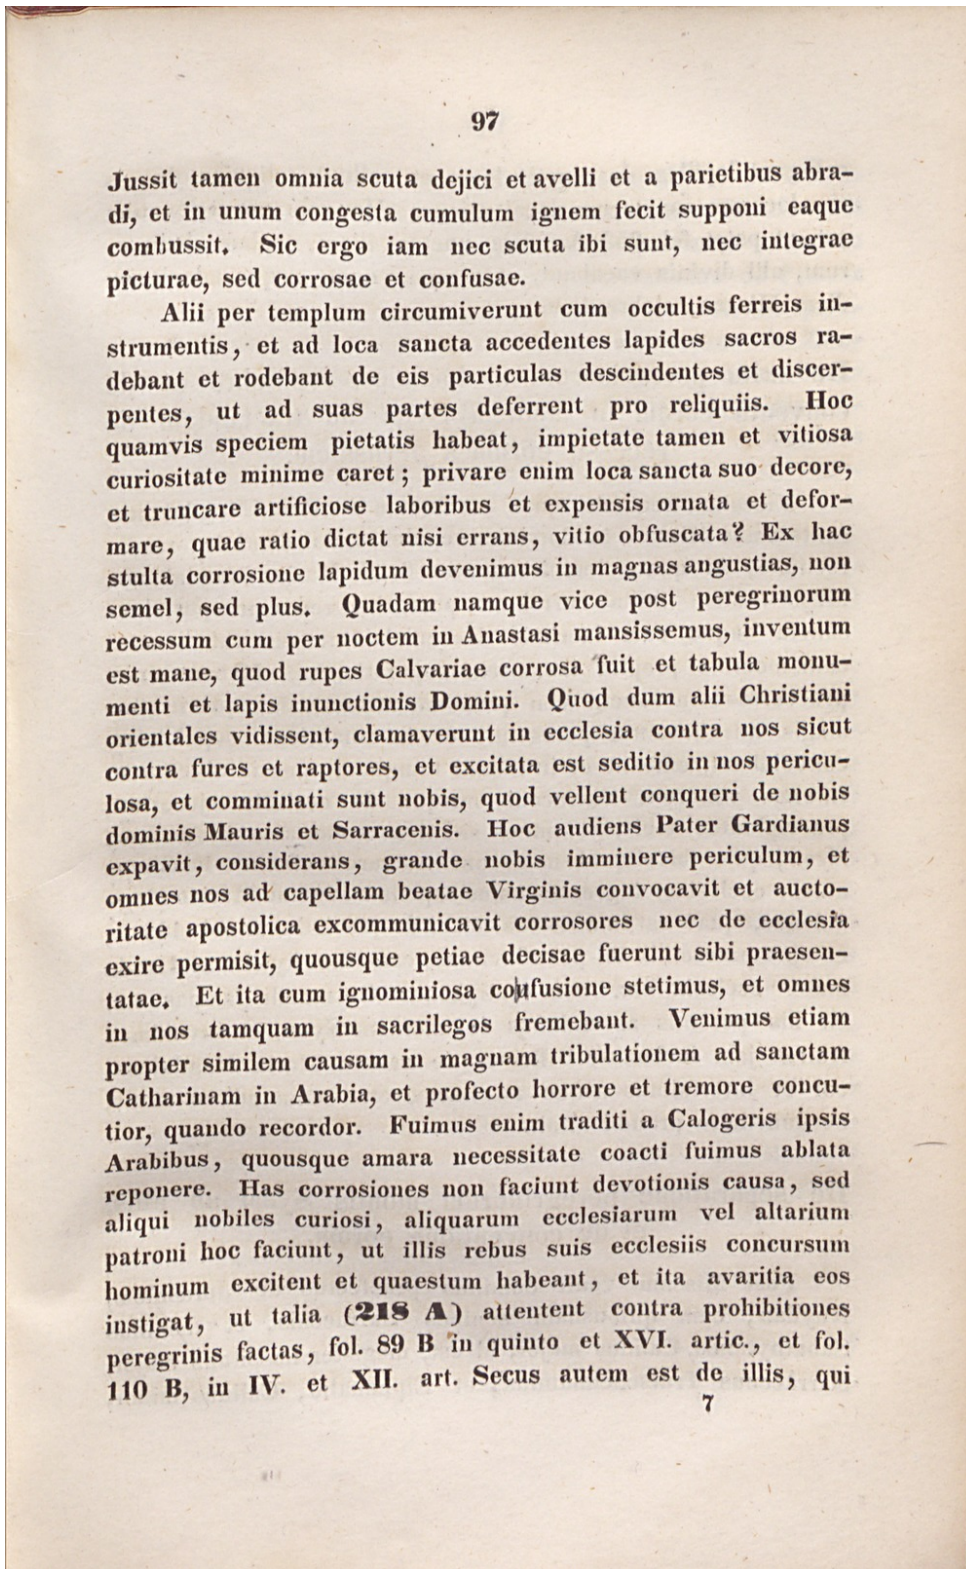 97
Jussit tamen omnia scuta dejici et avelli et a parietibus abra-
di, et in unum congesta cumulum ignem fecit supponi eaque
combussit. Sic ergo iam nec scuta ibi sunt, nec integrae
picturae, sed corrosae et confusae.
Alii per templum circumiverunt cum occultis ferreis in-
strumentis, et ad loca sancta accedentes lapides sacros ra-
debant et rodebant de eis particulas descindentes et discer-
pentes, ut ad suas partes deferrent pro reliquiis. Hoc
quamvis speciem pietatis habeat, impietate tamen et vitiosa
curiositate minime caret; privare enim loca sancta suo decore,
et truncare artificiose laboribus et expensis ornata et defor-
mare, quae ratio dictat nisi errans, vitio obfuscata? Ex hac
stulta corrosione lapidum devenimus in magnas angustias, non
semel, sed plus. Quadam namque vice post peregrinorum
recessum cum per noctem in Anastasi mansissemus, inventum
est mane, quod rupes Calvariae corrosa fuit et tabula monu-
menti et lapis inunctionis Domini. Quod dum alii Christiani
orientales vidissent, clamaverunt in ecclesia contra nos sicut
contra fures et raptores, et excitata est seditio in nos pericu-
losa, et comminati sunt nobis, quod vellent conqueri de nobis
dominis Mauris et Sarracenis. Hoc audiens Pater Gardianus
expavit, considerans, grande nobis imminere periculum, et
omnes nos ad capellam beatae Virginis convocavit et aucto-
ritate apostolica excommunicavit corrosores nec de ecclesia
exire permisit, quousque petiae decisae fuerunt sibi praesen-
tatae. Et ita cum ignominiosa confusione stetimus, et omnes
in nos tamquam in sacrilegos fremebant. Venimus etiam
propter similem causam in magnam tribulationem ad sanctam
Catharinam in Arabia, et profecto horrore et tremore concu-
tior, quando recordor. Fuimus enim traditi a Calogeris ipsis
Arabibus, quousque amara necessitate coacti fuimus ablata
reponere. Has corrosiones non faciunt devotionis causa, sed
aliqui nobiles curiosi, aliquarum ecclesiarum vel altarium
patroni hoc faciunt, ut illis rebus suis ecclesiis concursum
hominum excitent et quaestum habeant, et ita avaritia eos
instigat, ut talia (218 A) attentent contra prohibitiones
peregrinis factas, fol. 89 B in quinto et XVI. artic., et fol.
110 B, in IV. et XII. art. Secus autem est de illis, qui
7